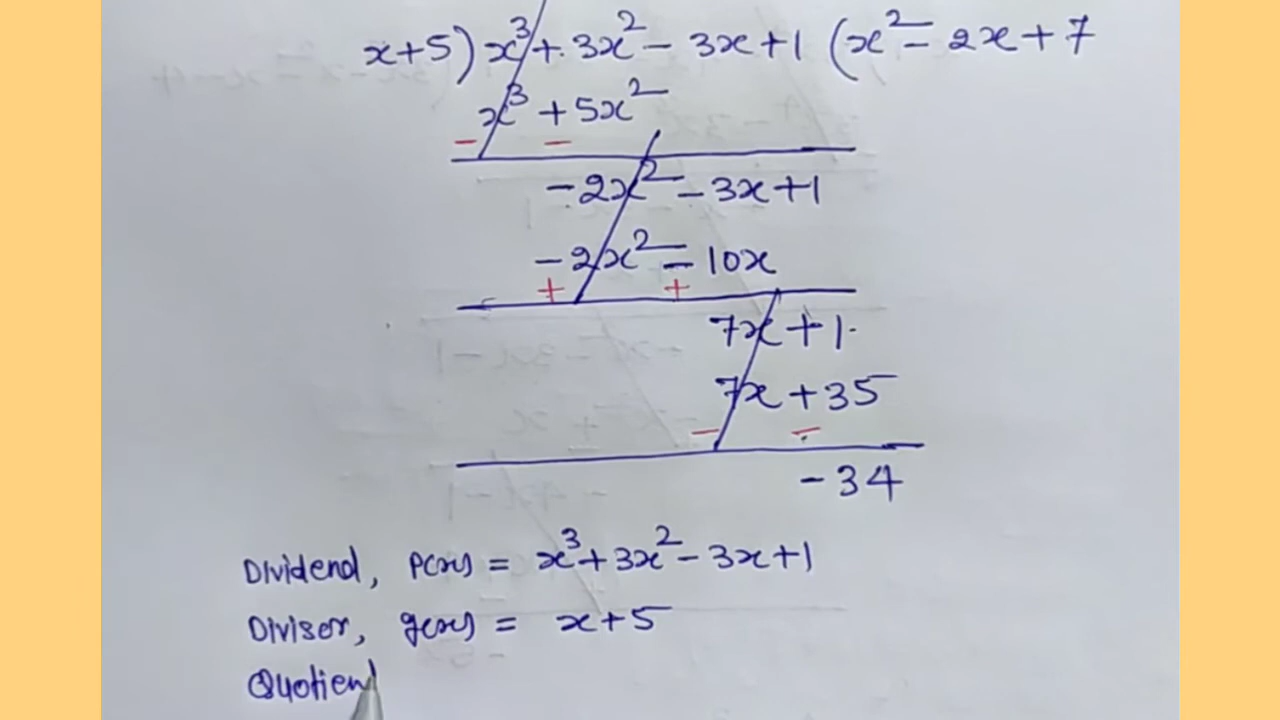 x+5) x³ + 3x² - 3x + 1 (x² - 2x + 7
x³ + 5x²
- -
-2x² - 3x + 1
-2x² - 10x
+ +
7x + 1
7x + 35
- -
-34
Dividend, p(x) = x³ + 3x² - 3x + 1
Divisor, g(x) = x + 5
Quotient